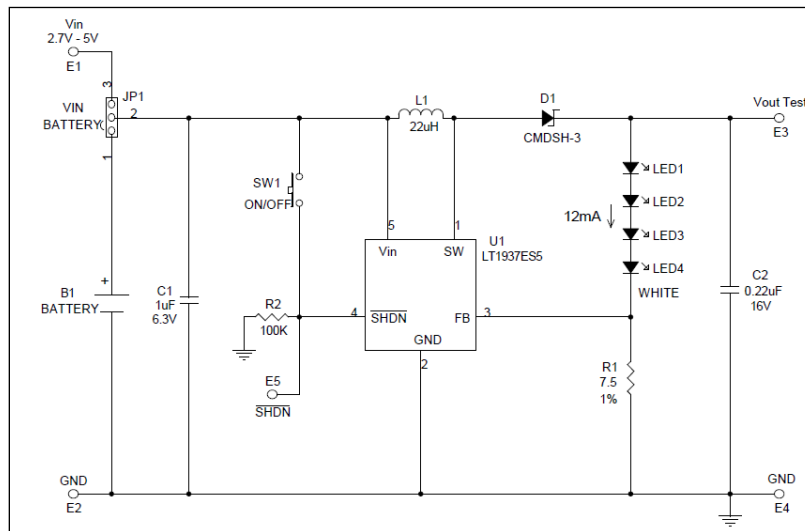 Vin
2.7V - 5V
E1
3
JP1
VIN
2
BATTERY
1
L1
22uH
D1
CMDSH-3
Vout Test
E3
SW1
ON/OFF
5
1
Vin
SW
U1
LT1937ES5
LED1
LED2
12mA
LED3
LED4
WHITE
+
B1
BATTERY
C1
1uF
6.3V
R2
100K
4
SHDN
FB
3
GND
2
C2
0.22uF
16V
E5
SHDN
R1
7.5
1%
GND
E2
GND
E4